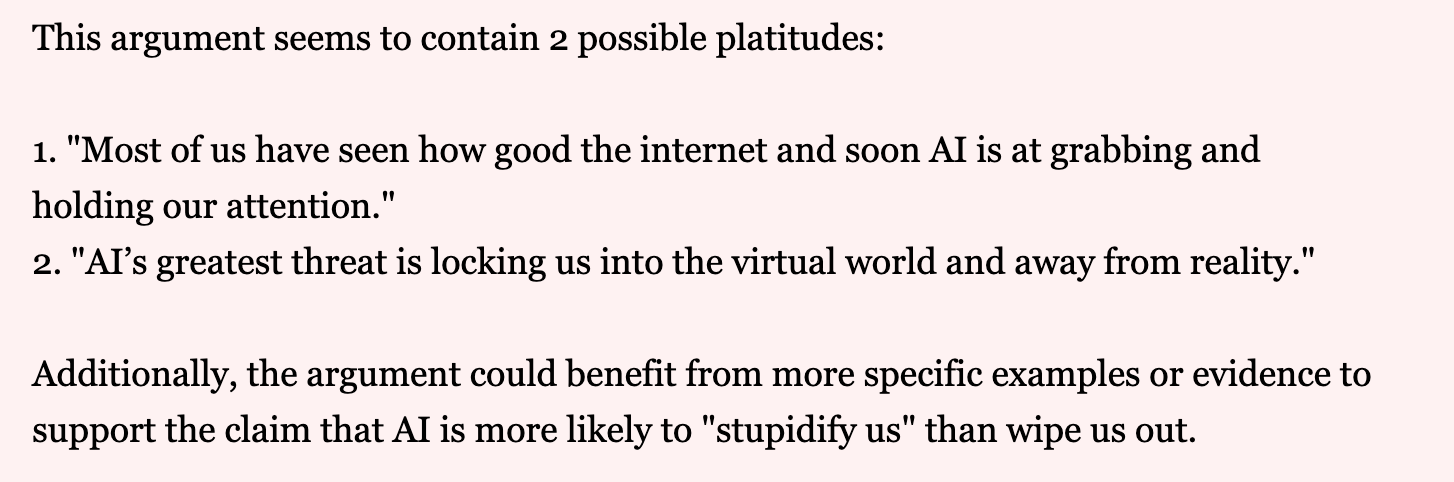 This argument seems to contain 2 possible platitudes:
1. "Most of us have seen how good the internet and soon AI is at grabbing and
holding our attention."
2. "AI’s greatest threat is locking us into the virtual world and away from reality."
Additionally, the argument could benefit from more specific examples or evidence to
support the claim that AI is more likely to "stupidify us" than wipe us out.